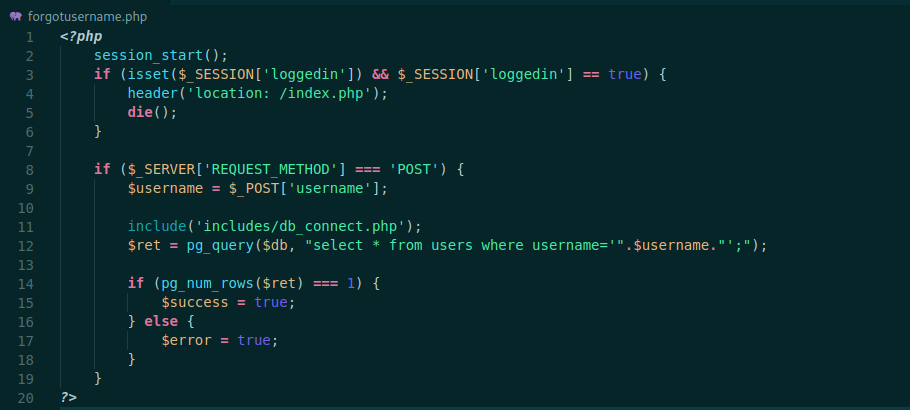 forgotusername.php
1 <?php
2 session_start();
3 if (isset($_SESSION['loggedin']) && $_SESSION['loggedin'] == true) {
4 header('location: /index.php');
5 die();
6 }
7
8 if ($_SERVER['REQUEST_METHOD'] === 'POST') {
9 $username = $_POST['username'];
10
11 include('includes/db_connect.php');
12 $ret = pg_query($db, "select * from users where username='".$username."';");
13
14 if (pg_num_rows($ret) === 1) {
15 $success = true;
16 } else {
17 $error = true;
18 }
19 }
20 ?>